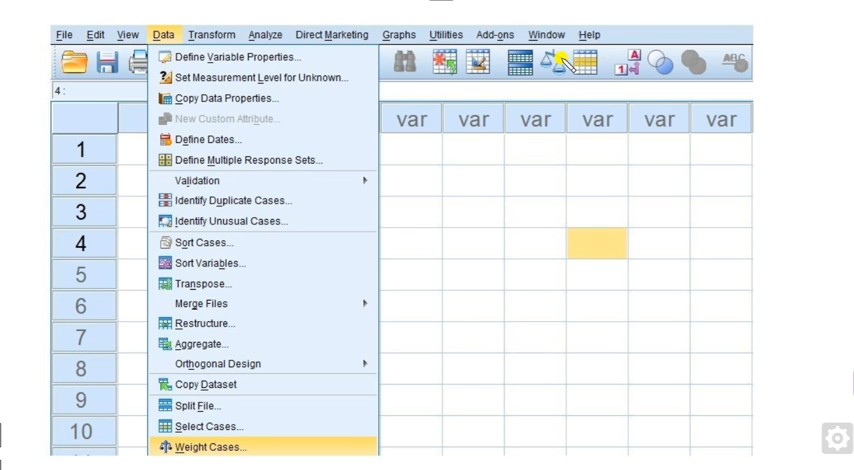 File Edit View Data Transform Analyze Direct Marketing Graphs Utilities Add-ons Window Help
A
1
ABC
4 :
Define Variable Properties...
Set Measurement Level for Unknown...
Copy Data Properties...
New Custom Attribute...
Define Dates...
Define Multiple Response Sets...
Validation
Identify Duplicate Cases...
Identify Unusual Cases...
Sort Cases...
Sort Variables...
Transpose...
Merge Files
Restructure...
Aggregate...
Orthogonal Design
Copy Dataset
Split File...
Select Cases...
Weight Cases...
var var var var var var
1
2
3
4
5
6
7
8
9
10